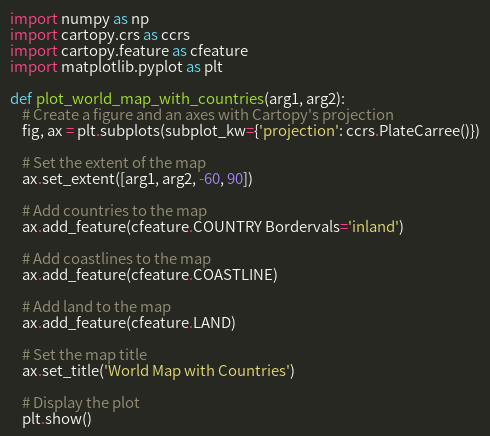 import numpy as np
import cartopy.crs as ccrs
import cartopy.feature as cfeature
import matplotlib.pyplot as plt
def plot_world_map_with_countries(arg1, arg2):
# Create a figure and an axes with Cartopy's projection
fig, ax = plt.subplots(subplot_kw={'projection': ccrs.PlateCarree()})
# Set the extent of the map
ax.set_extent([arg1, arg2, -60, 90])
# Add countries to the map
ax.add_feature(cfeature.COUNTRY Bordervals='inland')
# Add coastlines to the map
ax.add_feature(cfeature.COASTLINE)
# Add land to the map
ax.add_feature(cfeature.LAND)
# Set the map title
ax.set_title('World Map with Countries')
# Display the plot
plt.show()